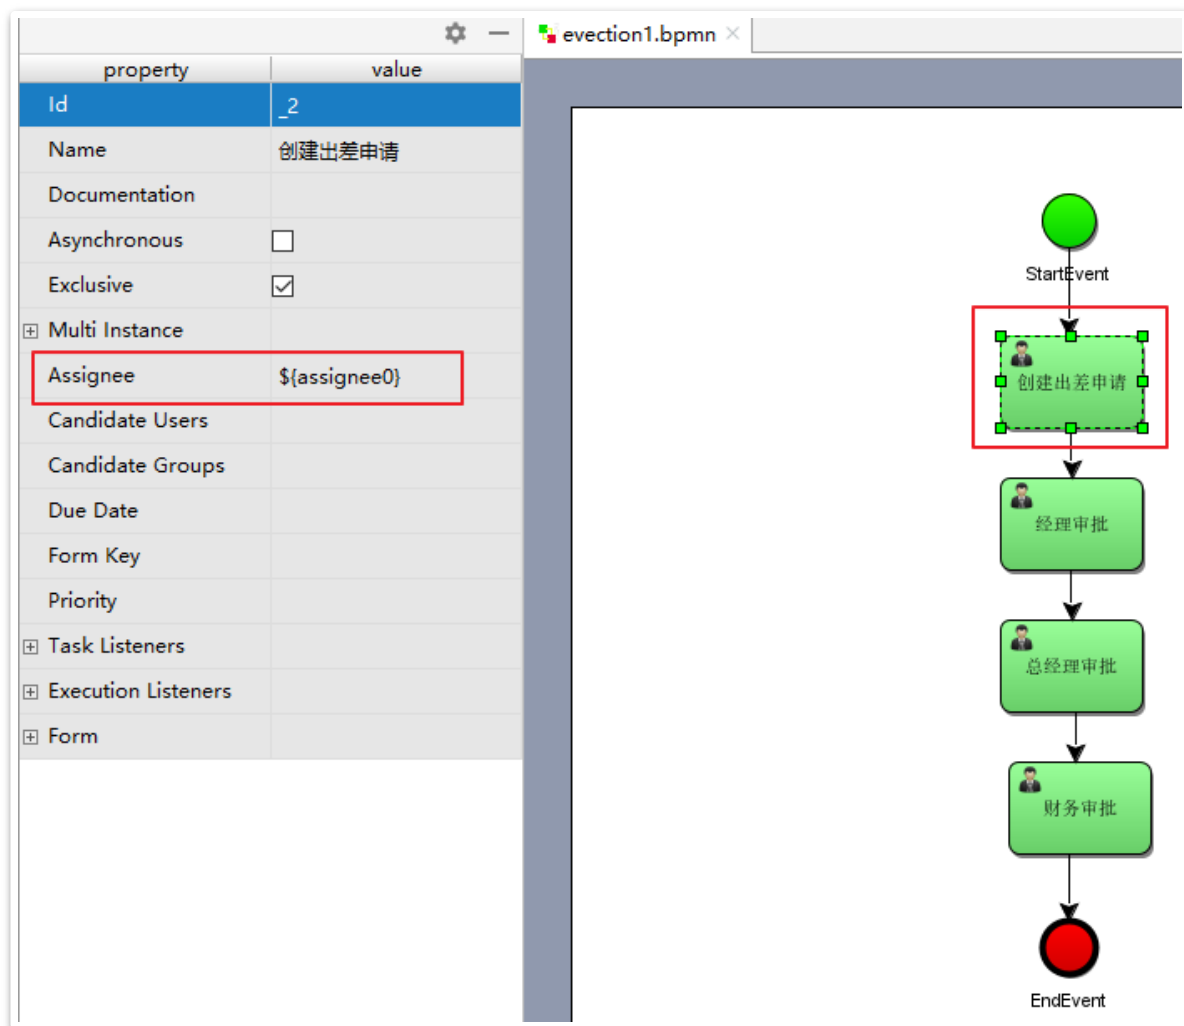 evection1.bpmn
property value
Id _2
Name 创建出差申请
Documentation
Asynchronous
Exclusive
Multi Instance
Assignee ${assignee0}
Candidate Users
Candidate Groups
Due Date
Form Key
Priority
Task Listeners
Execution Listeners
Form
StartEvent
创建出差申请
经理审批
总经理审批
财务审批
EndEvent